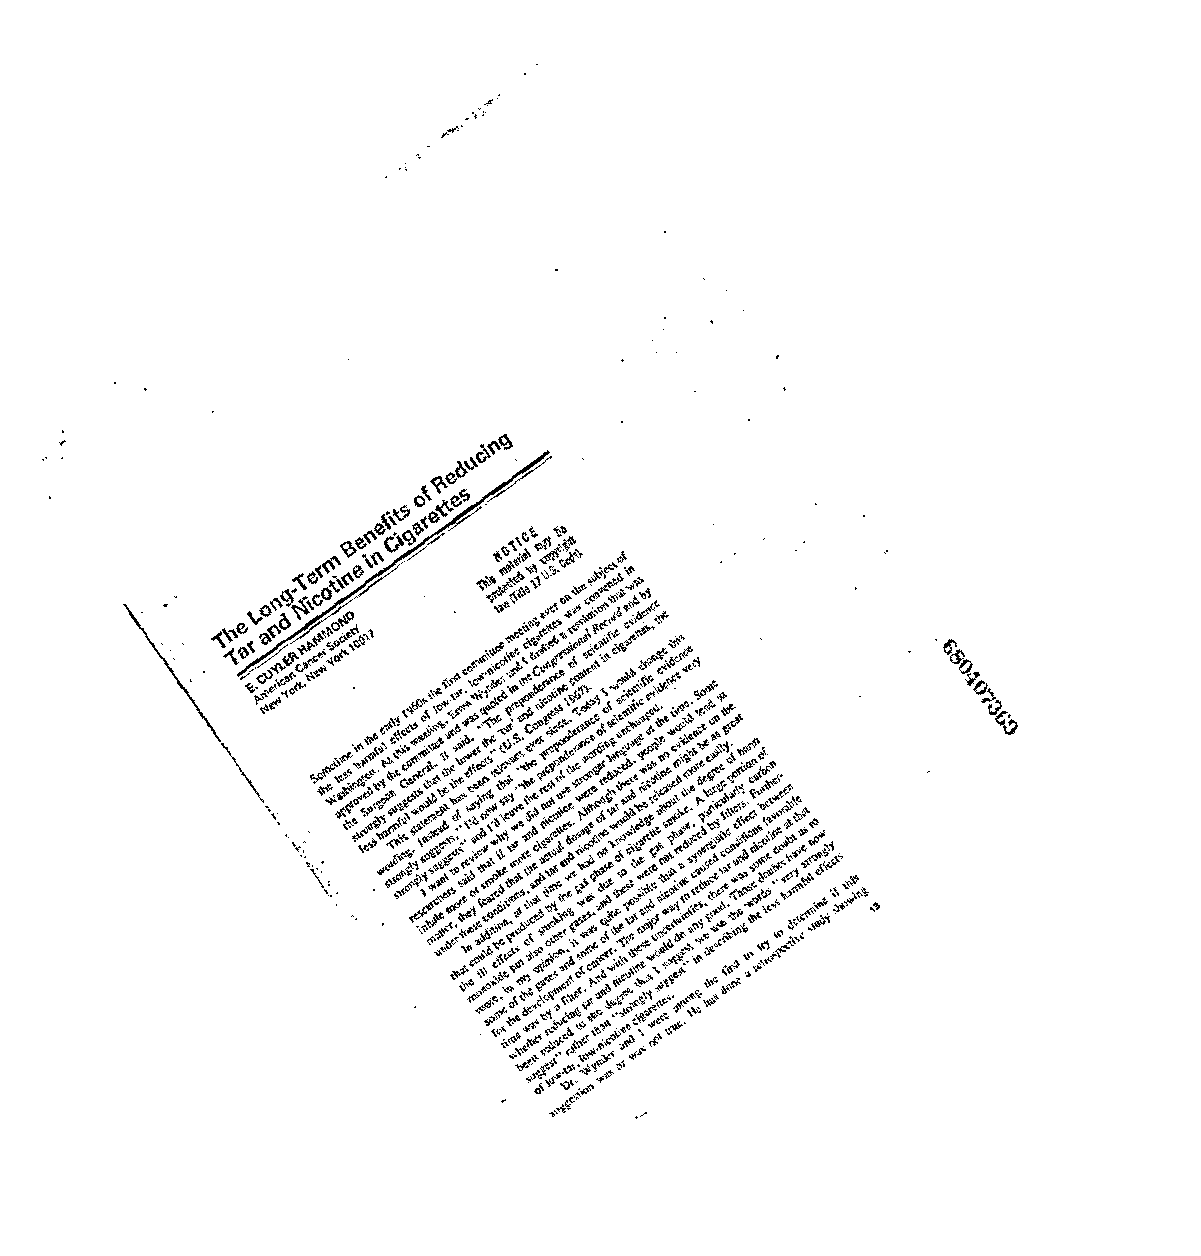 The Long-Term Benefits of Reducing
Tar and Nicotine in Cigarettes
E. CUYLER HAMMOND
American Cancer Society
New York, New York 10017
NOTICE
This material may be
protected by copyright
law (Title 17 U.S. Code).
Sometime in the early 1960s the first committee meeting ever on the subject of
the less harmful effects of low-tar, low-nicotine cigarettes was convened in
Washington. At this meeting, Ernst Wynder and I drafted a resolution that was
approved by the committee and was quoted in the Congressional Record and by
the Surgeon General. It said, "The preponderance of scientific evidence
strongly suggests that the lower the 'tar' and nicotine content in cigarettes, the
less harmful would be the effects" (U.S. Congress 1967).
This statement has been relevant ever since. Today I would change this
wording. Instead of saying that "the preponderance of scientific evidence
strongly suggests," I'd now say "the preponderance of scientific evidence very
strongly suggests" and I'd leave the rest of the wording unchanged.
I want to review why we did not use stronger language at the time. Some
researchers said that if tar and nicotine were reduced, people would tend to
inhale more or smoke more cigarettes. Although there was no evidence on the
matter, they feared that the actual dosage of tar and nicotine might be as great
under these conditions, and tar and nicotine would be released more easily.
In addition, at that time we had no knowledge about the degree of harm
that could be produced by the gas phase of cigarette smoke. A large portion of
the ill effects of smoking was due to the gas phase, particularly carbon
monoxide but also other gases, and these were not reduced by filters. Further-
more, in my opinion, it was quite possible that a synergistic effect between
some of the gases and some of the tar and nicotine caused conditions favorable
for the development of cancer. The major way to reduce tar and nicotine at that
time was by a filter. And with these uncertainties, there was some doubt as to
whether reducing tar and nicotine would do any good. Those doubts have now
been reduced to the degree that I suggest we use the words "very strongly
suggest" rather than "strongly suggest" in describing the less harmful effects
of low-tar, low-nicotine cigarettes.
Dr. Wynder and I were among the first to try to determine if this
suggestion was or was not true. He had done a retrospective study showing
13
680407369